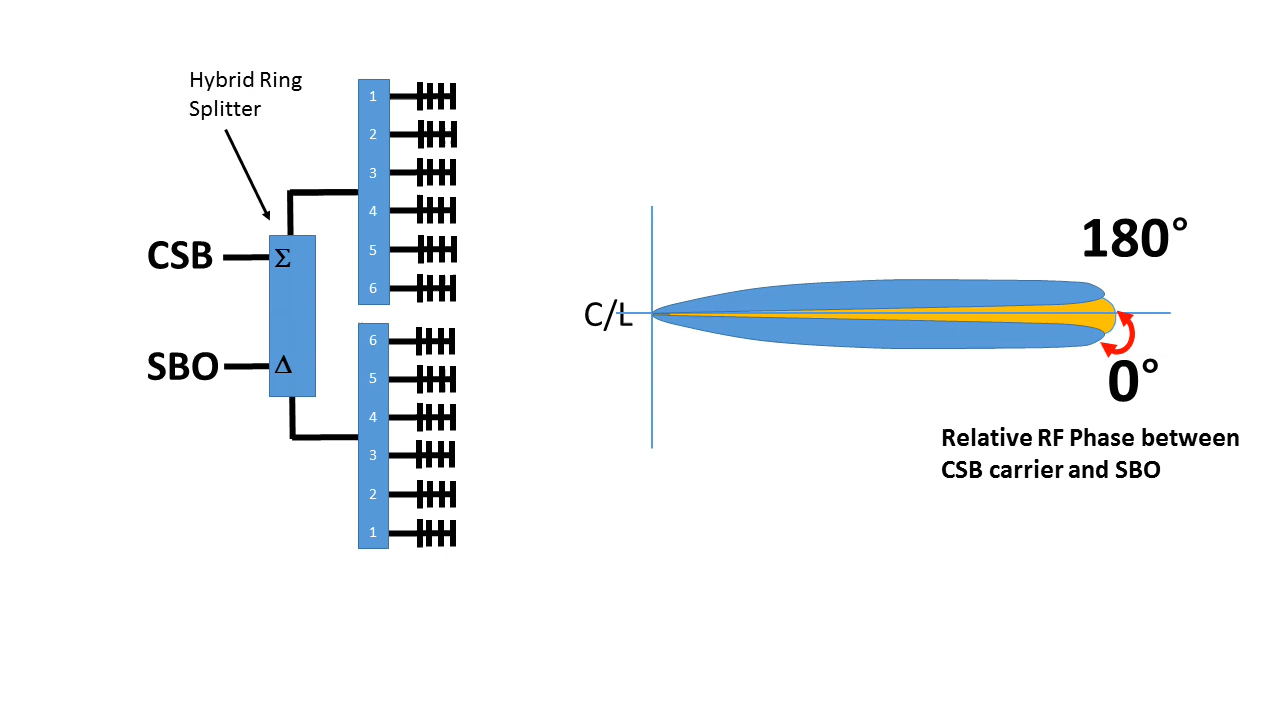 Hybrid Ring
Splitter
CSB
Σ
SBO
Δ
1
2
3
4
5
6
6
5
4
3
2
1
C/L
180°
0°
Relative RF Phase between
CSB carrier and SBO